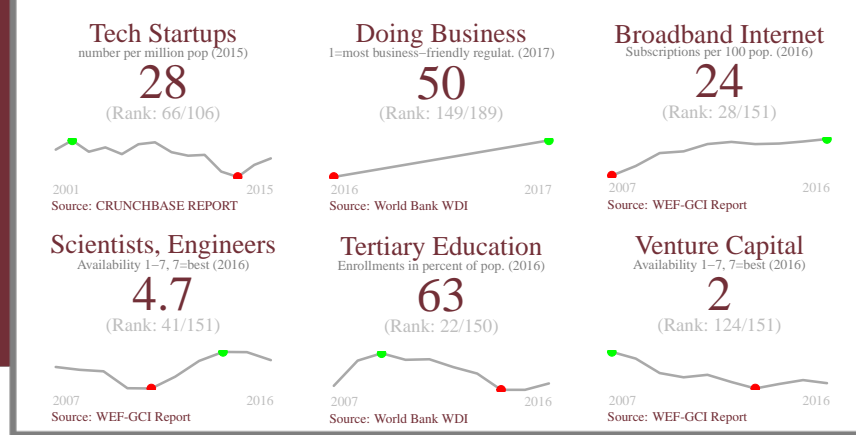 Tech Startups
number per million pop (2015)
28
(Rank: 66/106)
2001 2015
Source: CRUNCHBASE REPORT
Doing Business
1=most business−friendly regulat. (2017)
50
(Rank: 149/189)
2016 2017
Source: World Bank WDI
Broadband Internet
Subscriptions per 100 pop. (2016)
24
(Rank: 28/151)
2007 2016
Source: WEF-GCI Report
Scientists, Engineers
Availability 1−7, 7=best (2016)
4.7
(Rank: 41/151)
2007 2016
Source: WEF-GCI Report
Tertiary Education
Enrollments in percent of pop. (2016)
63
(Rank: 22/150)
2007 2016
Source: World Bank WDI
Venture Capital
Availability 1−7, 7=best (2016)
2
(Rank: 124/151)
2007 2016
Source: WEF-GCI Report